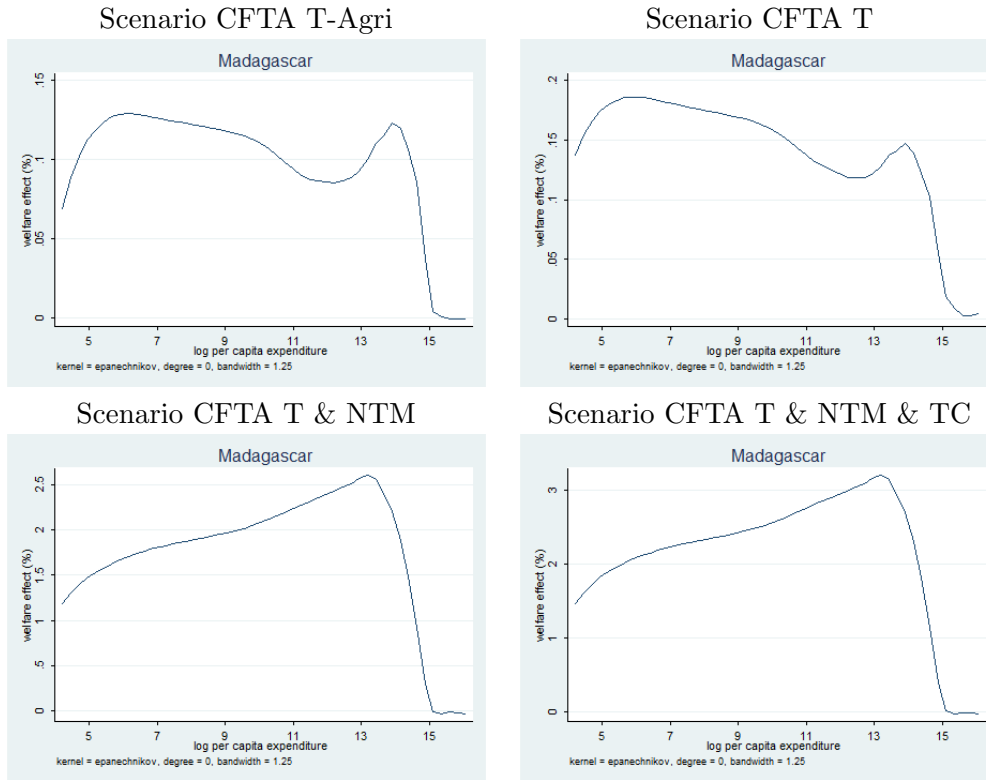 Scenario CFTA T-Agri
Madagascar
welfare effect (%)
.15
.1
.05
0
5 7 9 11 13 15
log per capita expenditure
kernel = epanechnikov, degree = 0, bandwidth = 1.25
Scenario CFTA T
Madagascar
welfare effect (%)
.2
.15
.1
.05
0
5 7 9 11 13 15
log per capita expenditure
kernel = epanechnikov, degree = 0, bandwidth = 1.25
Scenario CFTA T & NTM
Madagascar
welfare effect (%)
2.5
2
1.5
1
.5
0
5 7 9 11 13 15
log per capita expenditure
kernel = epanechnikov, degree = 0, bandwidth = 1.25
Scenario CFTA T & NTM & TC
Madagascar
welfare effect (%)
3
2
1
0
5 7 9 11 13 15
log per capita expenditure
kernel = epanechnikov, degree = 0, bandwidth = 1.25